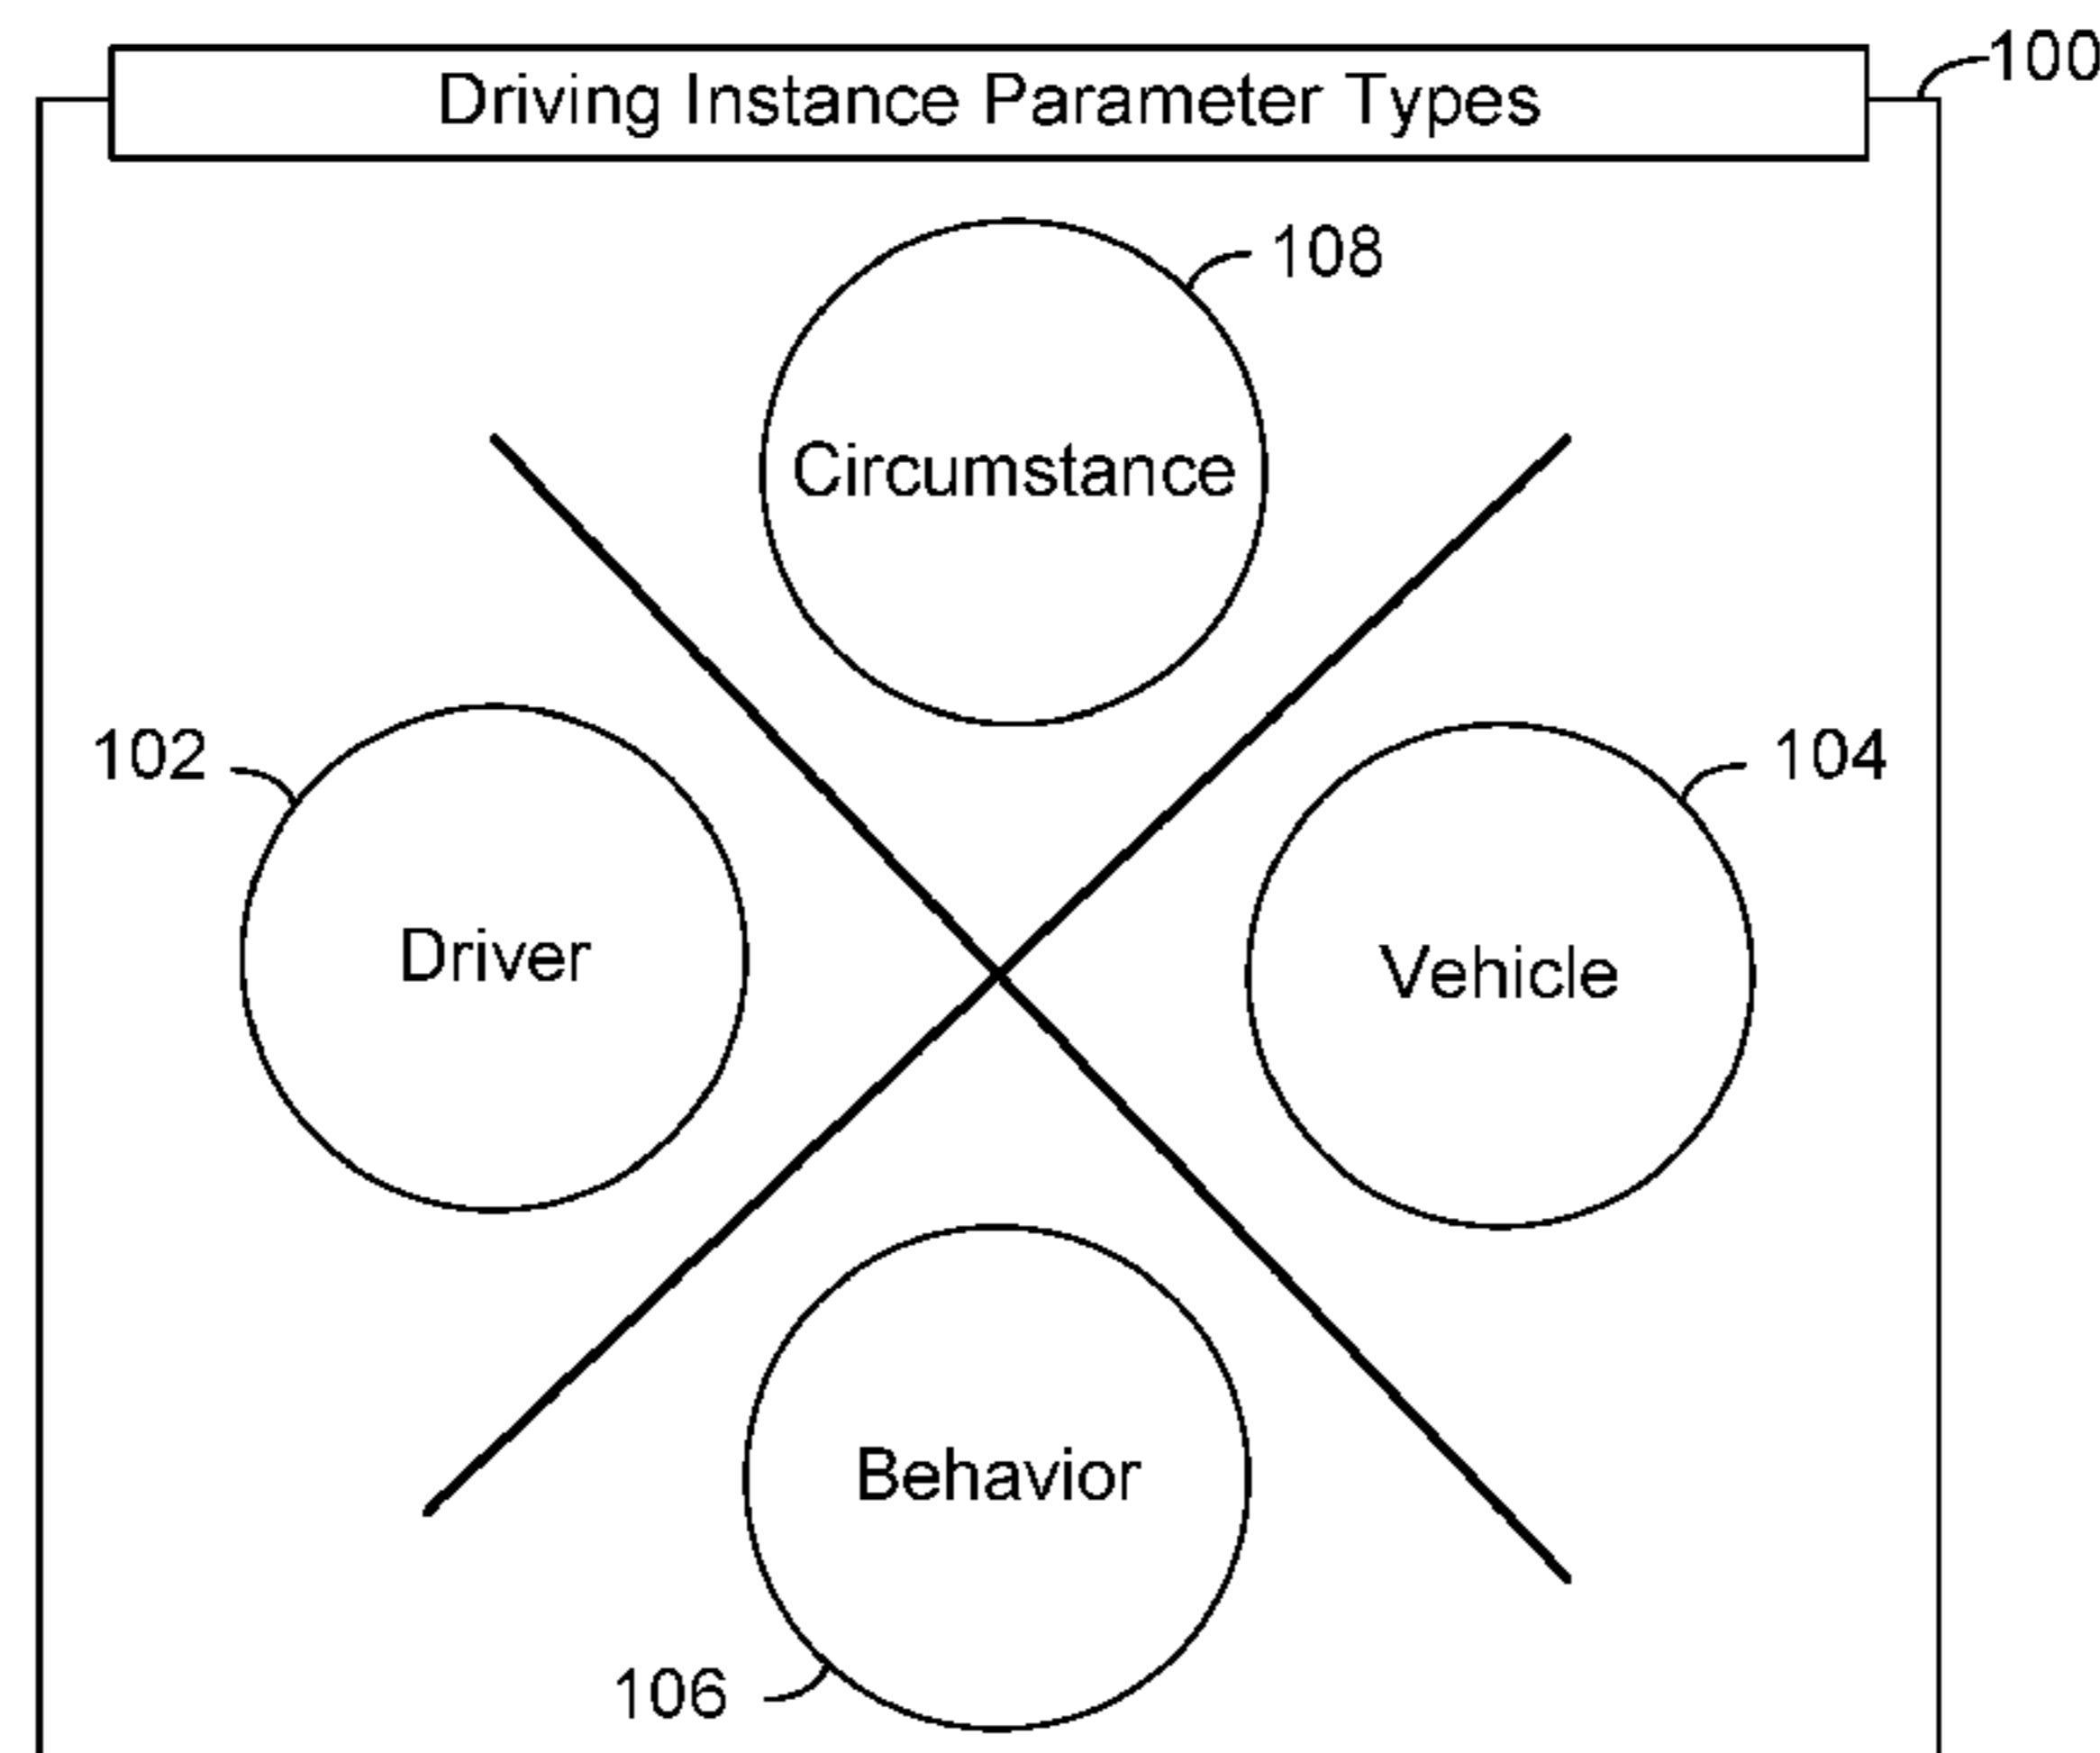 Driving Instance Parameter Types
100
108
Circumstance
102
104
Driver
Vehicle
Behavior
106